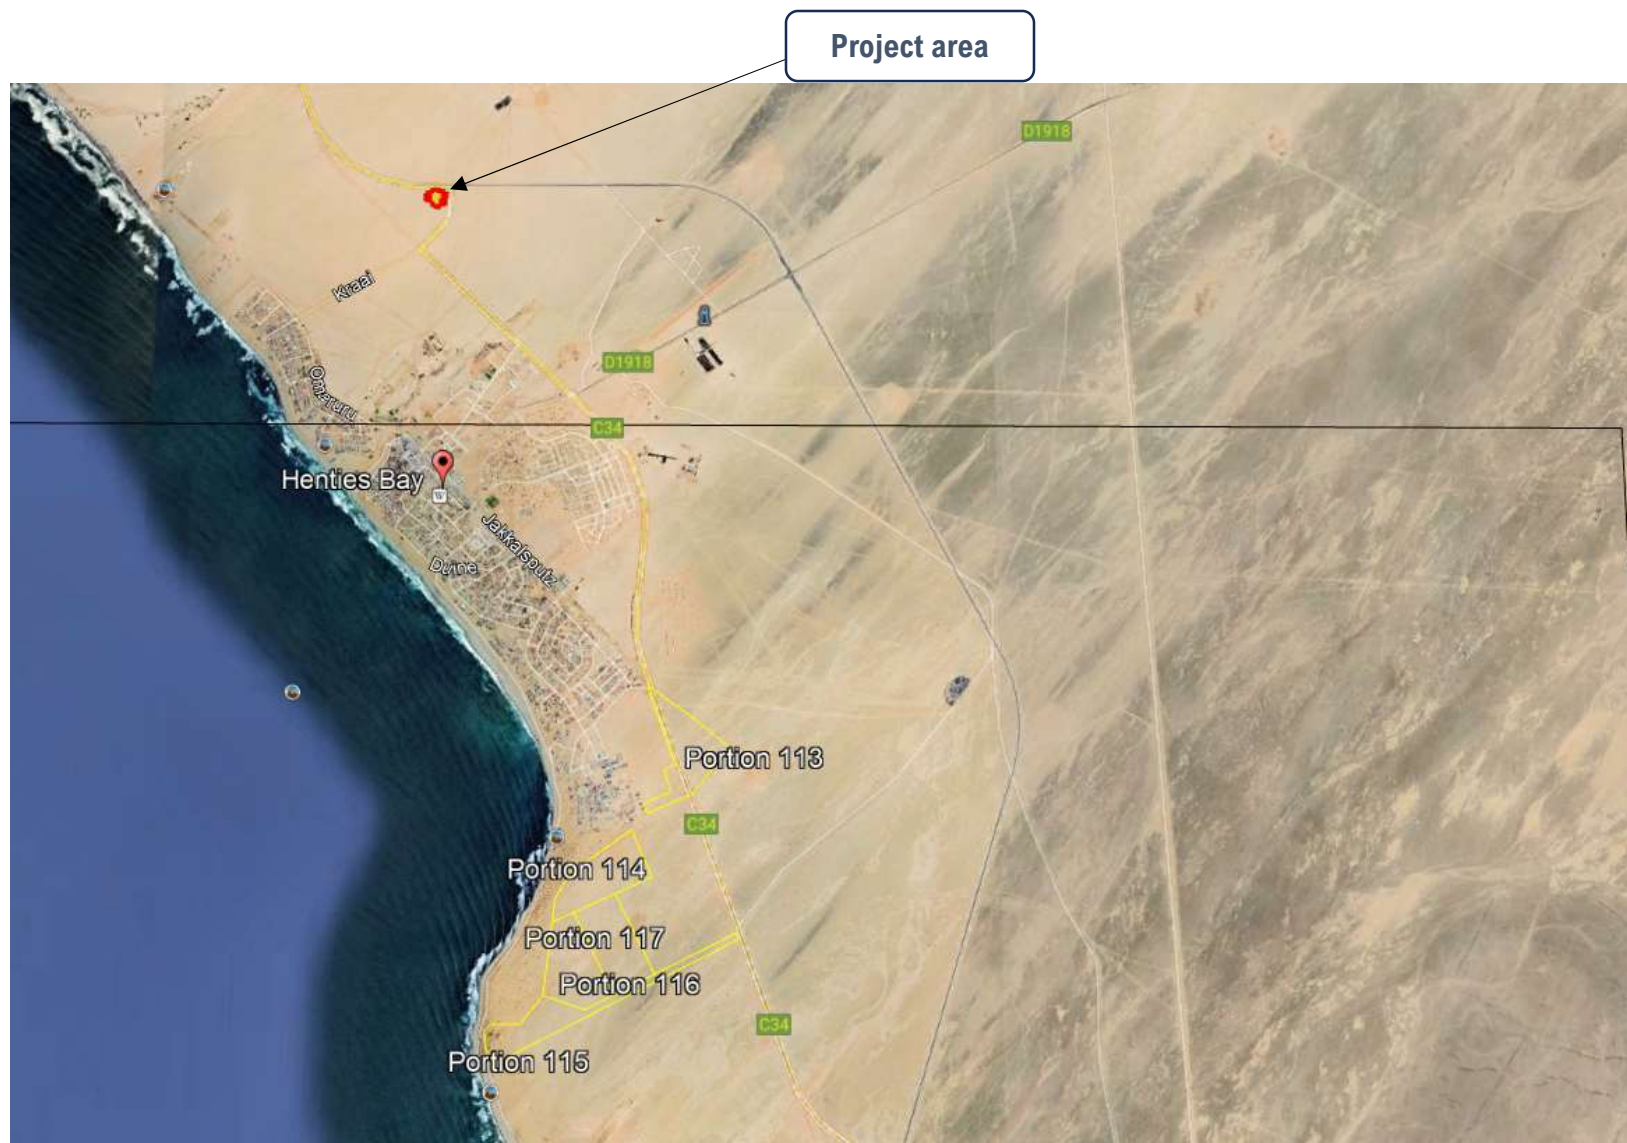 Project area
D1918
Kraai
D1918
Omaruru
C34
Henties Bay
W
Jakkalsputz
Duine
Portion 113
C34
Portion 114
Portion 117
Portion 116
C34
Portion 115